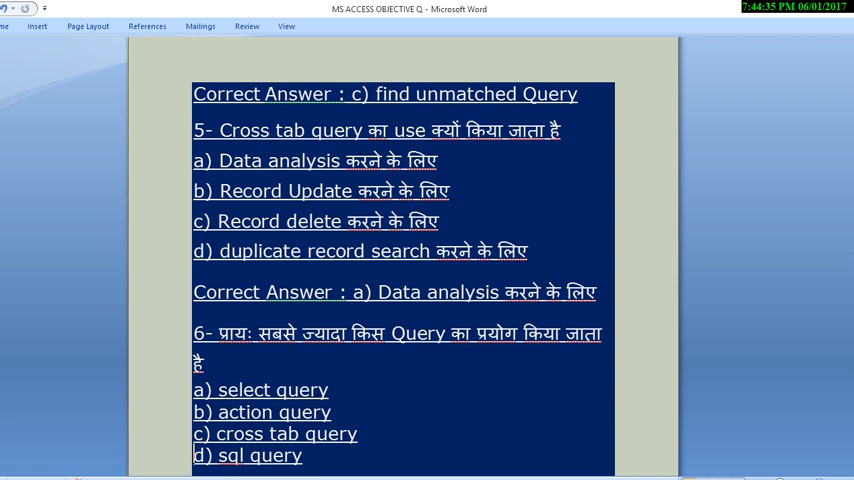 MS ACCESS OBJECTIVE Q - Microsoft Word
7:44:35 PM 06/01/2017
Insert Page Layout References Mailings Review View
Correct Answer : c) find unmatched Query
5- Cross tab query का use क्यों किया जाता है
a) Data analysis करने के लिए
b) Record Update करने के लिए
c) Record delete करने के लिए
d) duplicate record search करने के लिए
Correct Answer : a) Data analysis करने के लिए
6- प्रायः सबसे ज्यादा किस Query का प्रयोग किया जाता
है
a) select query
b) action query
c) cross tab query
d) sql query